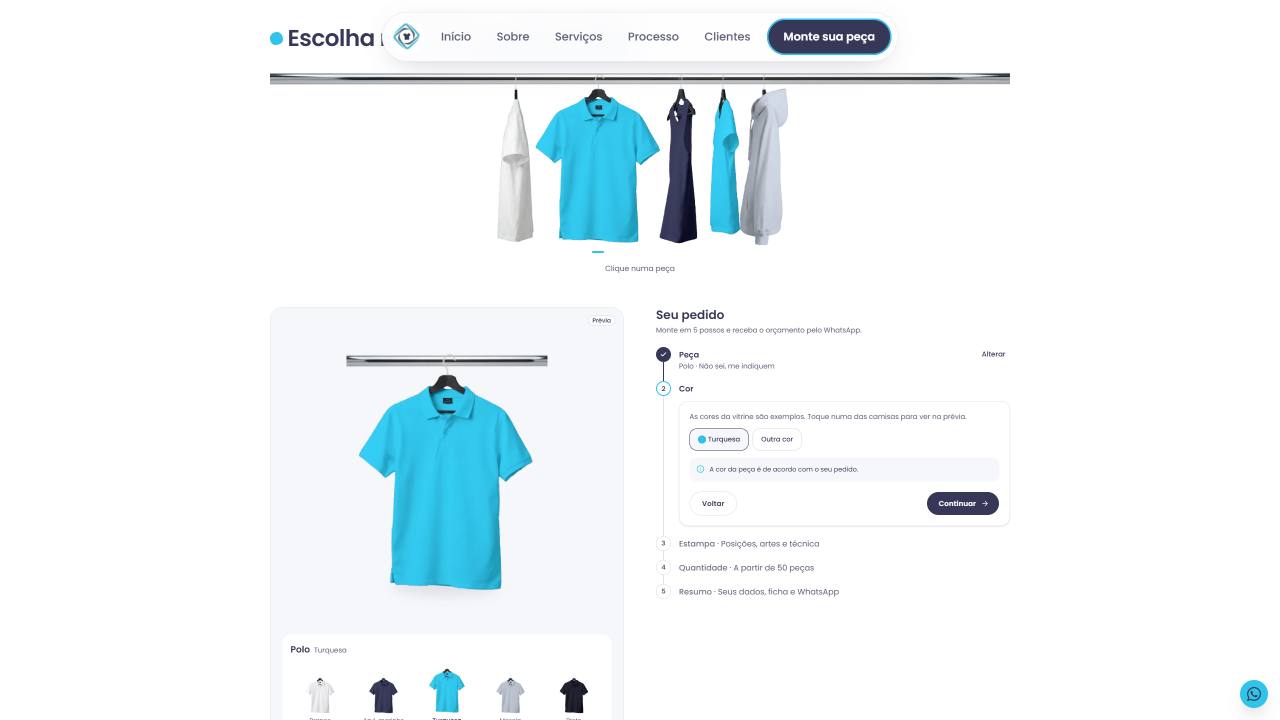 Escolha
Início
Sobre
Serviços
Processo
Clientes
Monte sua peça
Clique numa peça
Prévia
Seu pedido
Monte em 5 passos e receba o orçamento pelo WhatsApp.
Peça
Alterar
Polo · Não sei, me indiquem
2
Cor
As cores da vitrine são exemplos. Toque numa das camisas para ver na prévia.
Turquesa
Outra cor
A cor da peça é de acordo com o seu pedido.
Voltar
Continuar →
3 Estampa · Posições, artes e técnica
4 Quantidade · A partir de 50 peças
5 Resumo · Seus dados, ficha e WhatsApp
Polo Turquesa